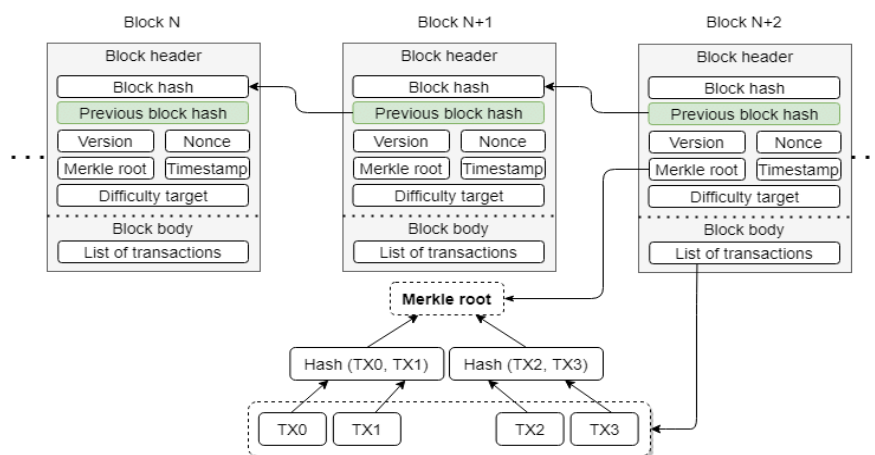 Block N
Block N+1
Block N+2
Block header
Block header
Block header
Block hash
Block hash
Block hash
Previous block hash
Previous block hash
Previous block hash
Version Nonce
Version Nonce
Version Nonce
. . .
Merkle root Timestamp
Merkle root Timestamp
Merkle root Timestamp
. .
Difficulty target
Difficulty target
Difficulty target
Block body
Block body
Block body
List of transactions
List of transactions
List of transactions
Merkle root
Hash (TX0, TX1)
Hash (TX2, TX3)
TX0
TX1
TX2
TX3